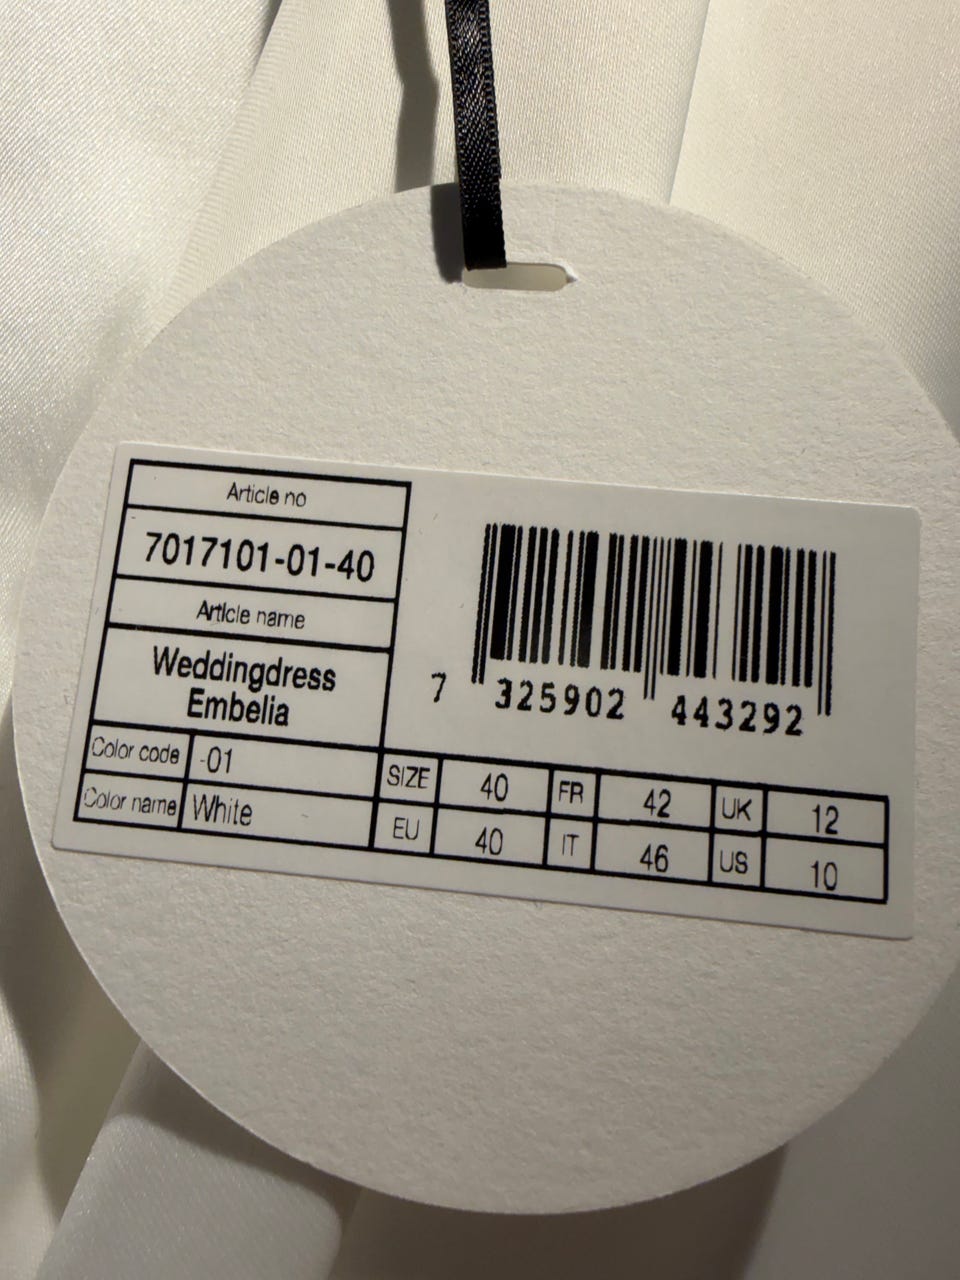 Article no
7017101-01-40
Article name
Weddingdress
Embelia
Color code -01
Color name White
7 325902 443292
SIZE 40 FR 42 UK 12
EU 40 IT 46 US 10